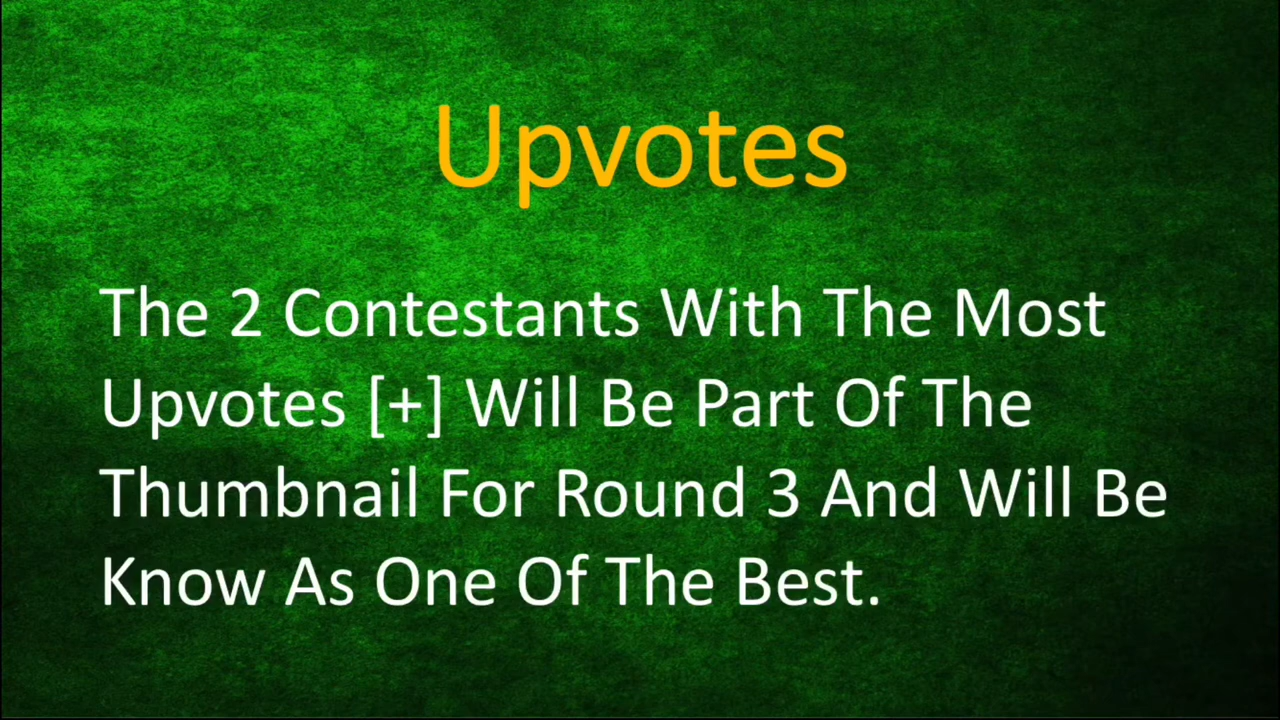 Upvotes
The 2 Contestants With The Most
Upvotes [+] Will Be Part Of The
Thumbnail For Round 3 And Will Be
Know As One Of The Best.